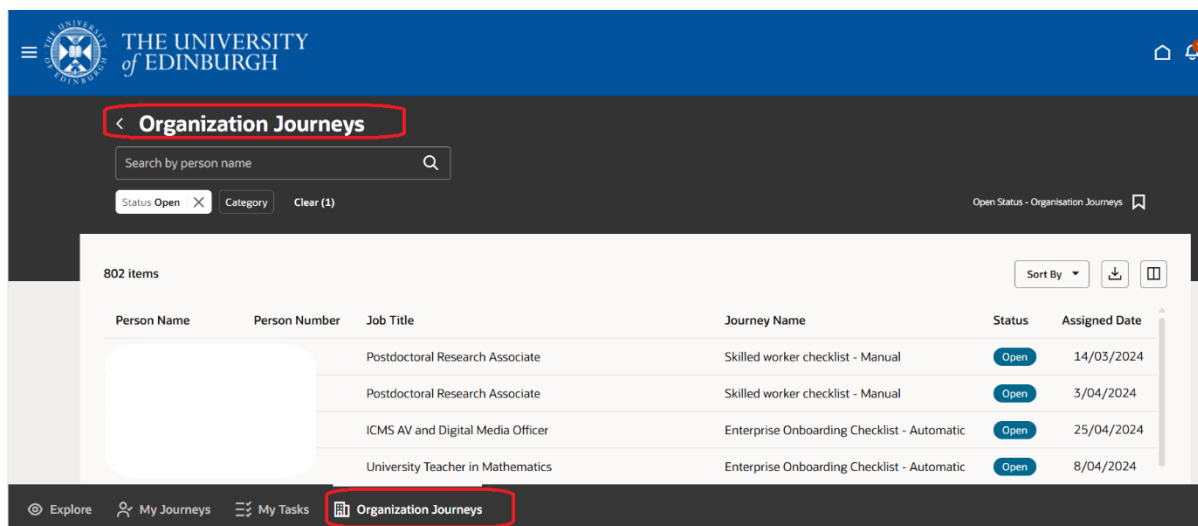 THE UNIVERSITY
of EDINBURGH
Organization Journeys
Search by person name
Status Open Category Clear (1) Open Status - Organisation Journeys
802 items Sort By
Person Name Person Number Job Title Journey Name Status Assigned Date
Postdoctoral Research Associate Skilled worker checklist - Manual Open 14/03/2024
Postdoctoral Research Associate Skilled worker checklist - Manual Open 3/04/2024
ICMS AV and Digital Media Officer Enterprise Onboarding Checklist - Automatic Open 25/04/2024
University Teacher in Mathematics Enterprise Onboarding Checklist - Automatic Open 8/04/2024
Explore My Journeys My Tasks Organization Journeys